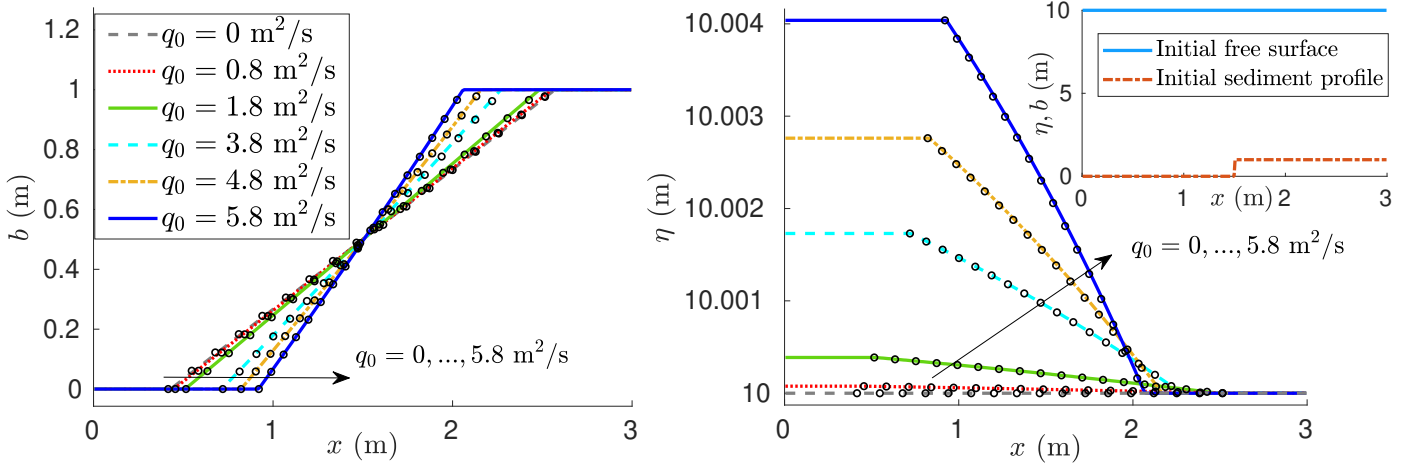 b (m)
1.2
1
0.8
0.6
0.4
0.2
0
0
1
2
3
x (m)
q₀ = 0 m²/s
q₀ = 0.8 m²/s
q₀ = 1.8 m²/s
q₀ = 3.8 m²/s
q₀ = 4.8 m²/s
q₀ = 5.8 m²/s
q₀ = 0, ..., 5.8 m²/s
η (m)
10.004
10.003
10.002
10.001
10
0
1
2
3
x (m)
q₀ = 0, ..., 5.8 m²/s
η, b (m)
10
5
0
0
1
2
3
x (m)
Initial free surface
Initial sediment profile